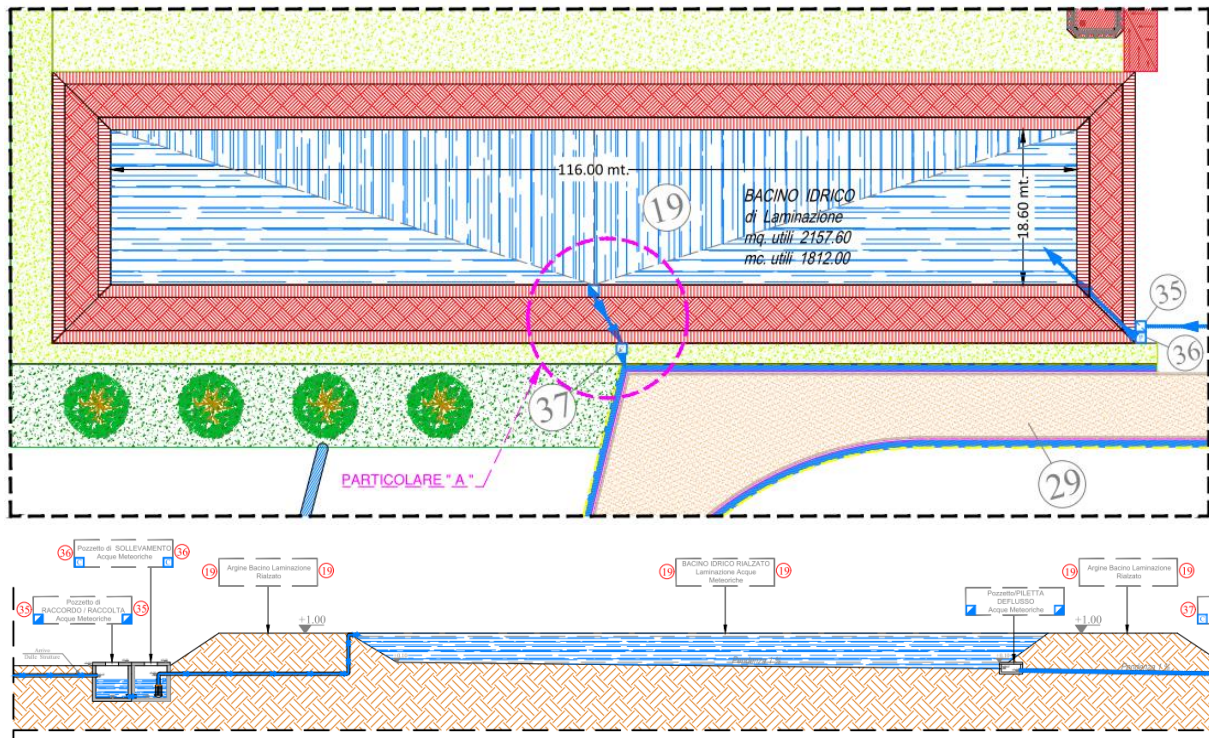 116.00 mt.
18.60 mt.
19
BACINO IDRICO
di Laminazione
mq. utili 2157.60
mc. utili 1812.00
35
36
37
PARTICOLARE " A "
29
36
Pozzetto di SOLLEVAMENTO
Acque Meteoriche
36
C
C
35
Pozzetto di
RACCORDO / RACCOLTA
Acque Meteoriche
35
19
Argine Bacino Laminazione
Rialzato
19
19
BACINO IDRICO RIALZATO
Laminazione Acque
Meteoriche
19
Pozzetto/PILETTA
DEFLUSSO
Acque Meteoriche
19
Argine Bacino Laminazione
Rialzato
19
37
C
+1.00
+1.00
Arrivo